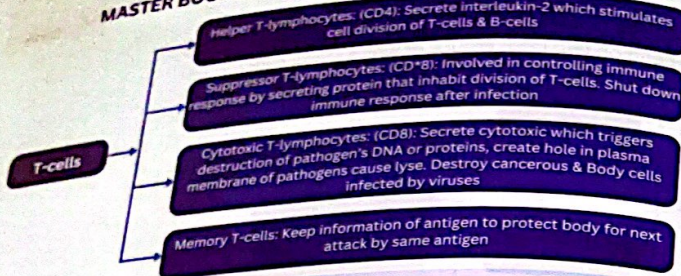 MASTER
Helper T-lymphocytes: (CD4): Secrete interleukin-2 which stimulates
cell division of T-cells & B-cells
Suppressor T-lymphocytes: (CD*8): Involved in controlling immune
response by secreting protein that inhabit division of T-cells. Shut down
immune response after infection
Cytotoxic T-lymphocytes: (CD8): Secrete cytotoxic which triggers
destruction of pathogen's DNA or proteins, create hole in plasma
membrane of pathogens cause lyse. Destroy cancerous & Body cells
infected by viruses
T-cells
Memory T-cells: Keep information of antigen to protect body for next
attack by same antigen